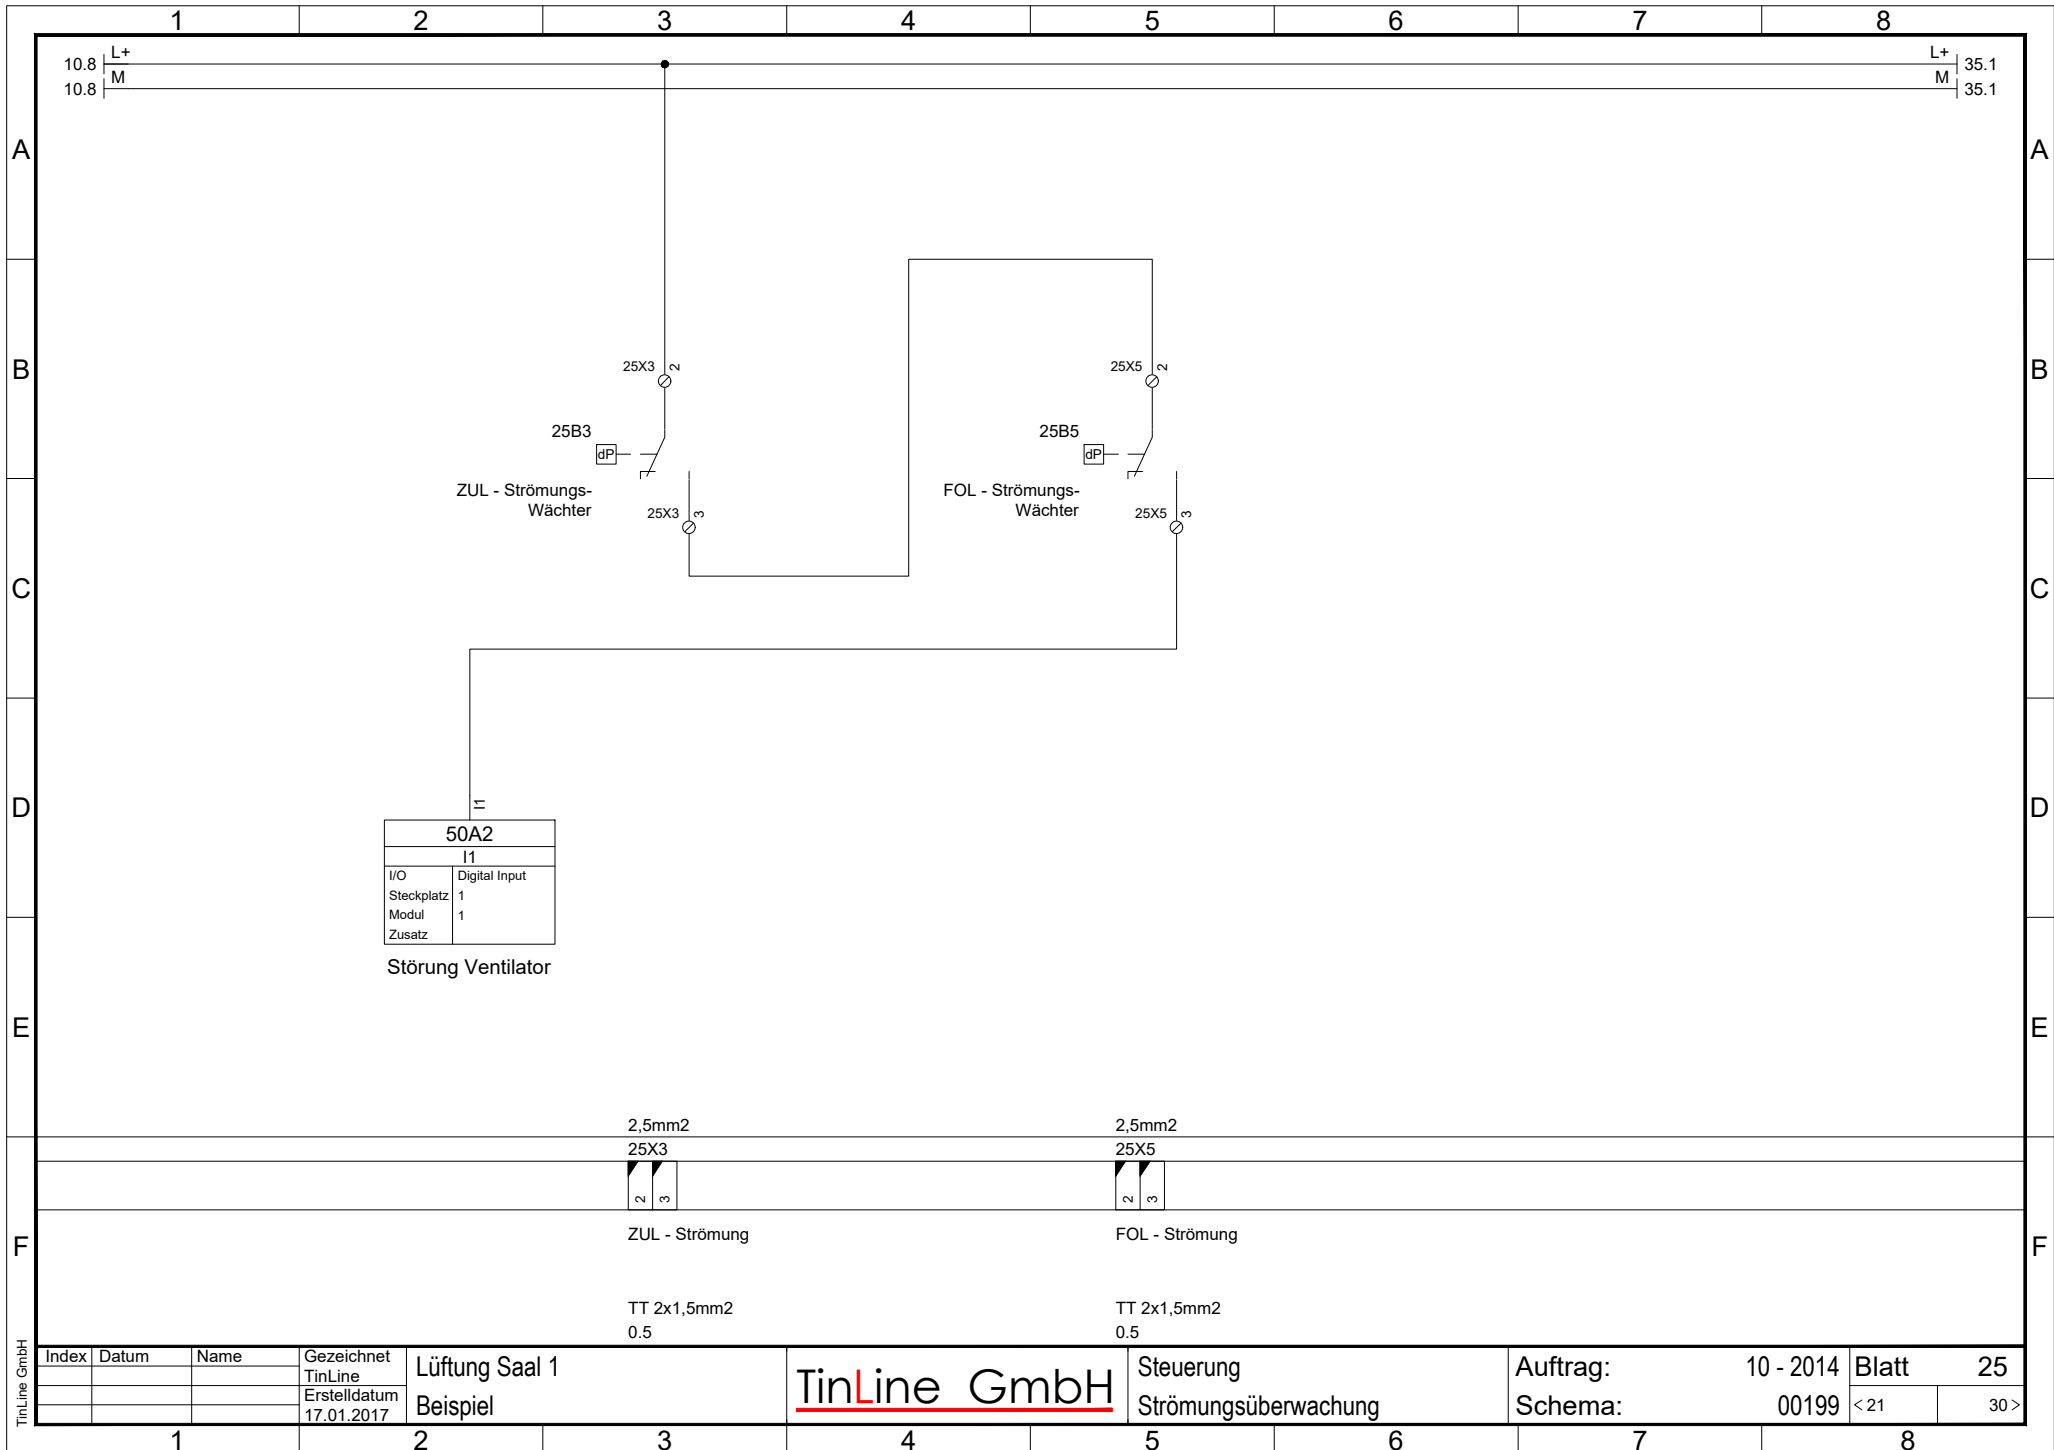 1 2 3 4 5 6 7 8
L+ L+
10.8 35.1
M M
10.8 35.1
A A
B B
25X3 2 25X5 2
25B3 25B5
dP dP
ZUL - Strömungs- FOL - Strömungs-
Wächter Wächter
25X3 3 25X5 3
C C
D D
I1
50A2
I1
I/O Digital Input
Steckplatz 1
Modul 1
Zusatz
Störung Ventilator
E E
2,5mm2 2,5mm2
25X3 25X5
2 3 2 3
ZUL - Strömung FOL - Strömung
F F
TT 2x1,5mm2 TT 2x1,5mm2
0.5 0.5
TinLine GmbH
Index Datum Name Gezeichnet
TinLine
Erstelldatum
17.01.2017
Lüftung Saal 1
Beispiel
TinLine GmbH
Steuerung
Strömungsüberwachung
Auftrag: 10 - 2014
Schema: 00199
Blatt 25
< 21 30 >
1 2 3 4 5 6 7 8